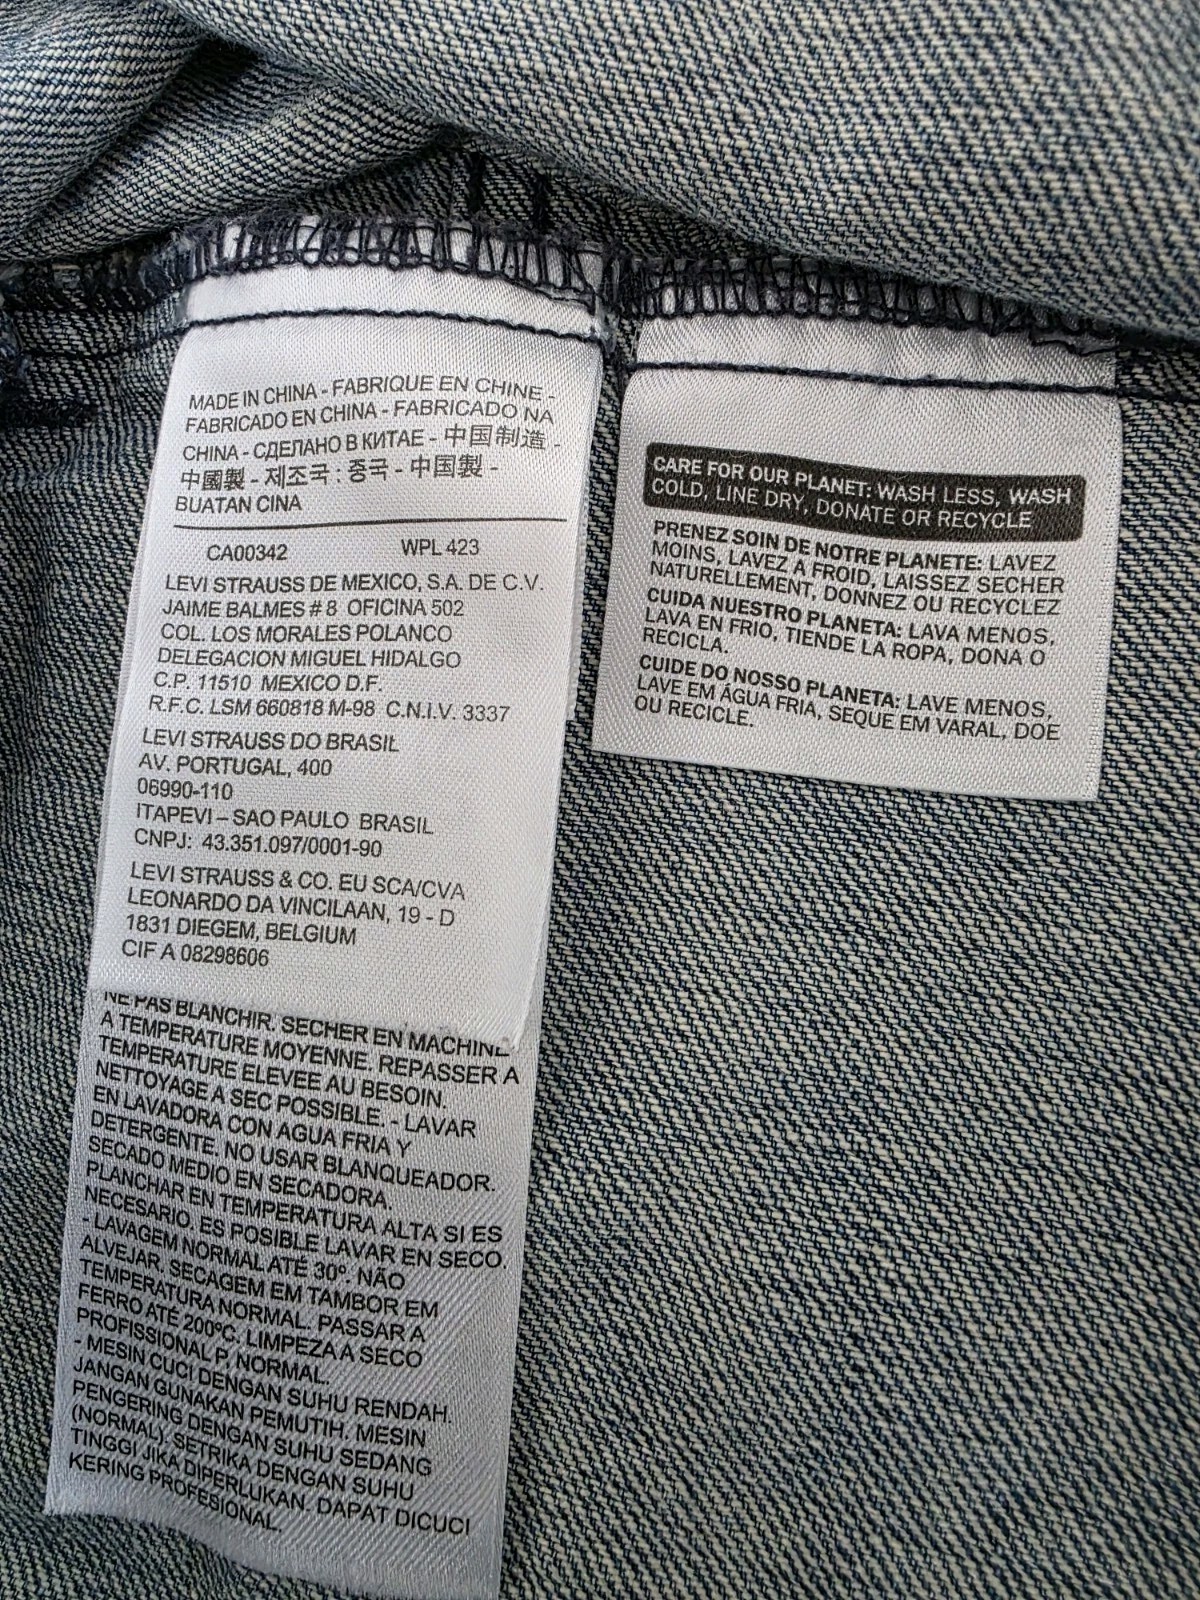 MADE IN CHINA - FABRIQUE EN CHINE -
FABRICADO EN CHINA - FABRICADO NA
CHINA - СДЕЛАНО В КИТАЕ - 中国制造 -
中國製 - 제조국 : 중국 - 中国製 -
BUATAN CINA
CA00342 WPL 423
LEVI STRAUSS DE MEXICO, S.A. DE C.V.
JAIME BALMES # 8 OFICINA 502
COL. LOS MORALES POLANCO
DELEGACION MIGUEL HIDALGO
C.P. 11510 MEXICO D.F.
R.F.C. LSM 660818 M-98 C.N.I.V. 3337
LEVI STRAUSS DO BRASIL
AV. PORTUGAL, 400
06990-110
ITAPEVI – SAO PAULO BRASIL
CNPJ: 43.351.097/0001-90
LEVI STRAUSS & CO. EU SCA/CVA
LEONARDO DA VINCILAAN, 19 - D
1831 DIEGEM, BELGIUM
CIF A 08298606
NE PAS BLANCHIR. SECHER EN MACHINE
A TEMPERATURE MOYENNE. REPASSER A
TEMPERATURE ELEVEE AU BESOIN.
NETTOYAGE A SEC POSSIBLE. - LAVAR
EN LAVADORA CON AGUA FRIA Y
DETERGENTE. NO USAR BLANQUEADOR.
SECADO MEDIO EN SECADORA.
PLANCHAR EN TEMPERATURA ALTA SI ES
NECESARIO. ES POSIBLE LAVAR EN SECO.
- LAVAGEM NORMAL ATÉ 30º. NÃO
ALVEJAR. SECAGEM EM TAMBOR EM
TEMPERATURA NORMAL. PASSAR A
FERRO ATÉ 200ºC. LIMPEZA A SECO
PROFISSIONAL P, NORMAL.
- MESIN CUCI DENGAN SUHU RENDAH.
JANGAN GUNAKAN PEMUTIH. MESIN
PENGERING DENGAN SUHU SEDANG
(NORMAL). SETRIKA DENGAN SUHU
TINGGI JIKA DIPERLUKAN. DAPAT DICUCI
KERING PROFESIONAL.
CARE FOR OUR PLANET: WASH LESS, WASH
COLD, LINE DRY, DONATE OR RECYCLE
PRENEZ SOIN DE NOTRE PLANETE: LAVEZ
MOINS, LAVEZ A FROID, LAISSEZ SECHER
NATURELLEMENT, DONNEZ OU RECYCLEZ
CUIDA NUESTRO PLANETA: LAVA MENOS,
LAVA EN FRIO, TIENDE LA ROPA, DONA O
RECICLA.
CUIDE DO NOSSO PLANETA: LAVE MENOS,
LAVE EM ÁGUA FRIA, SEQUE EM VARAL, DOE
OU RECICLE.